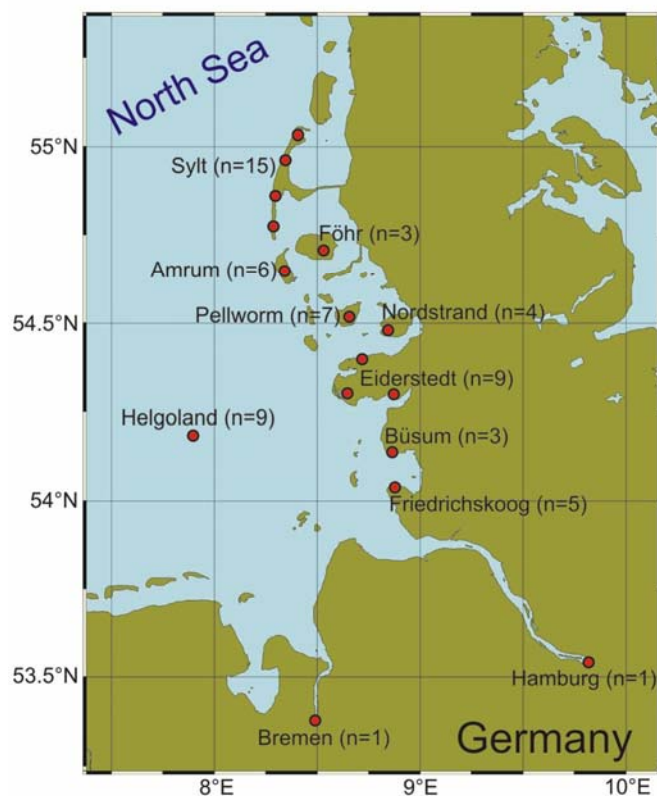 North Sea
55°N
Sylt (n=15)
Föhr (n=3)
Amrum (n=6)
Pellworm (n=7)
Nordstrand (n=4)
54.5°N
Eiderstedt (n=9)
Helgoland (n=9)
Büsum (n=3)
54°N
Friedrichskoog (n=5)
53.5°N
Hamburg (n=1)
Bremen (n=1)
Germany
8°E
9°E
10°E